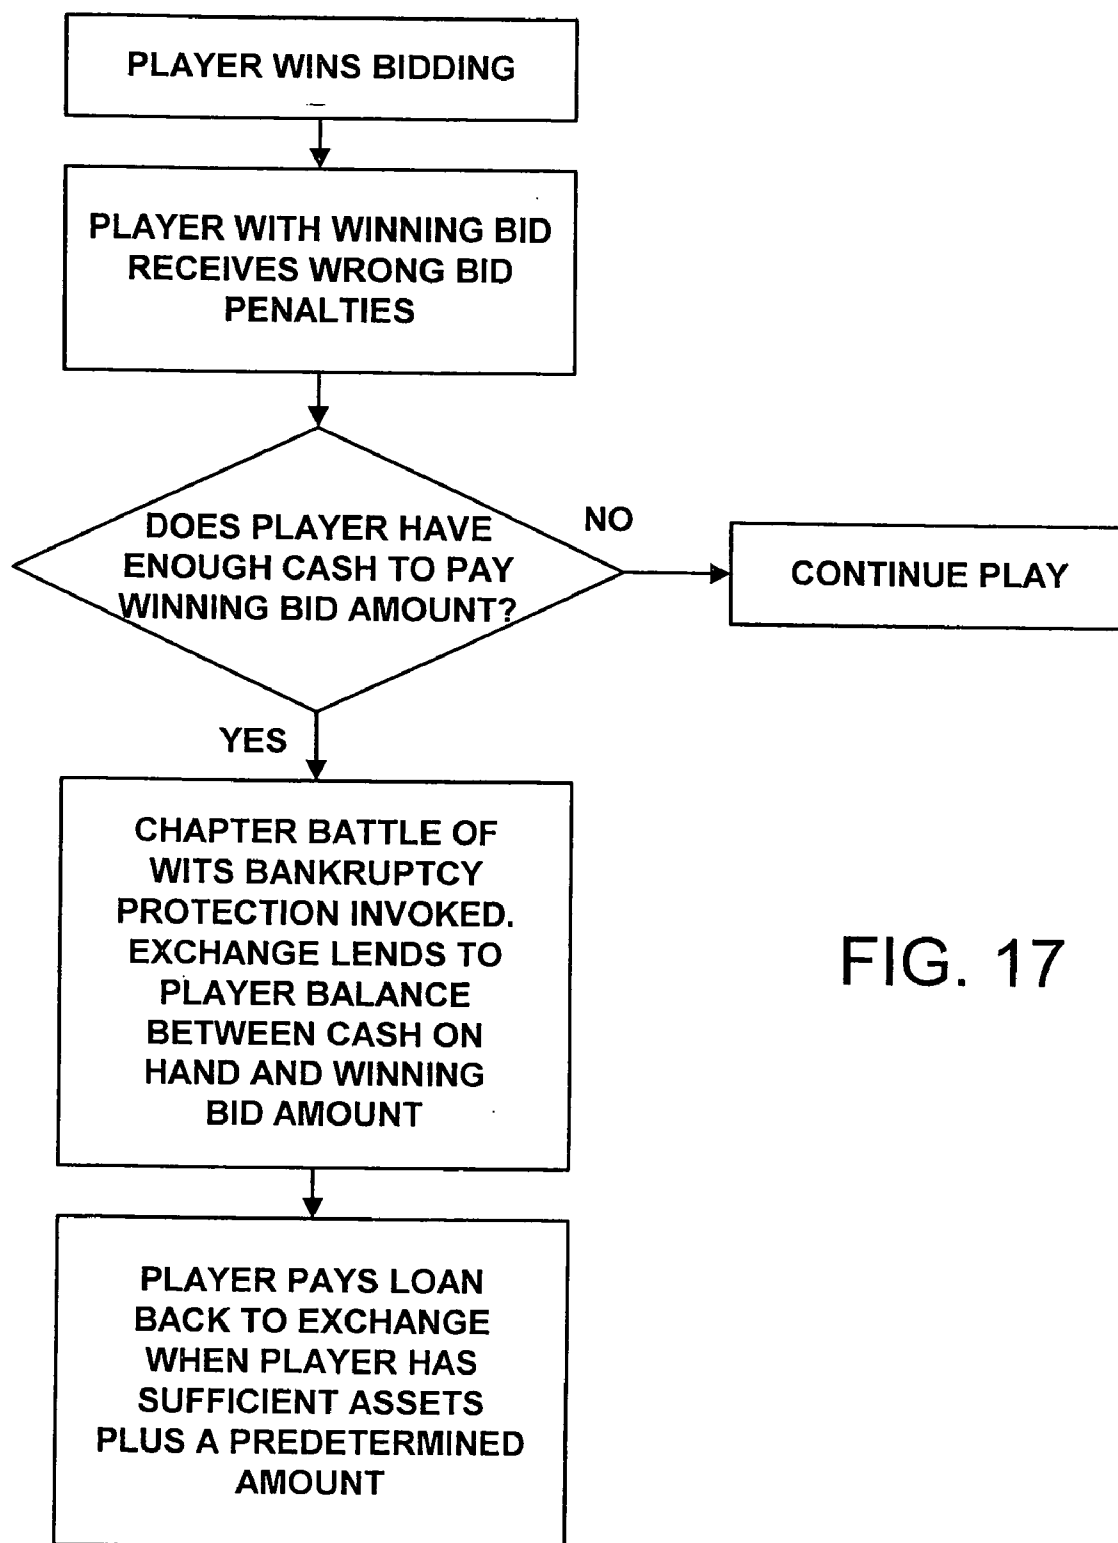 PLAYER WINS BIDDING
PLAYER WITH WINNING BID
RECEIVES WRONG BID
PENALTIES
DOES PLAYER HAVE
ENOUGH CASH TO PAY
WINNING BID AMOUNT?
NO
CONTINUE PLAY
YES
CHAPTER BATTLE OF
WITS BANKRUPTCY
PROTECTION INVOKED.
EXCHANGE LENDS TO
PLAYER BALANCE
BETWEEN CASH ON
HAND AND WINNING
BID AMOUNT
FIG. 17
PLAYER PAYS LOAN
BACK TO EXCHANGE
WHEN PLAYER HAS
SUFFICIENT ASSETS
PLUS A PREDETERMINED
AMOUNT